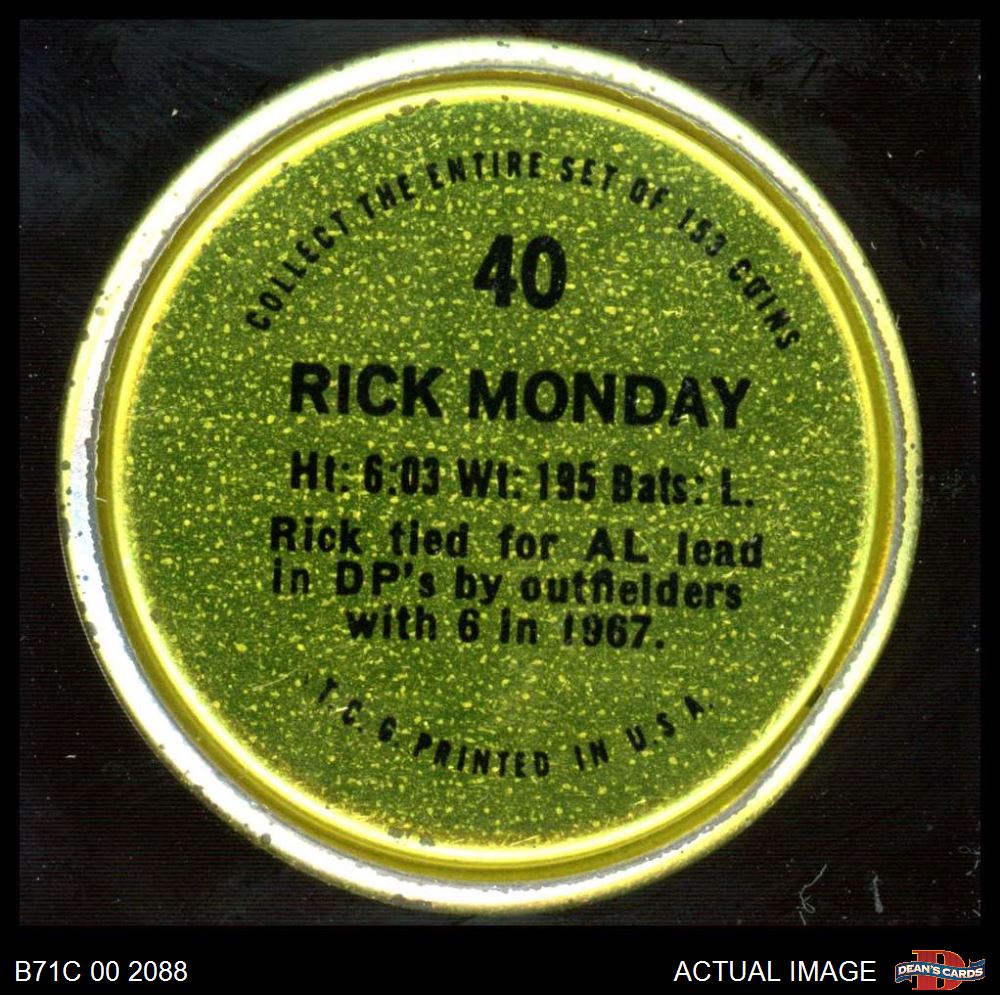 COLLECT THE ENTIRE SET OF 153 COINS
40
RICK MONDAY
Ht: 6:03 Wt: 195 Bats: L.
Rick tied for AL lead
in DP's by outfielders
with 6 in 1967.
T.C.G. PRINTED IN U.S.A.
B71C 00 2088
ACTUAL IMAGE
D
DEAN'S CARDS